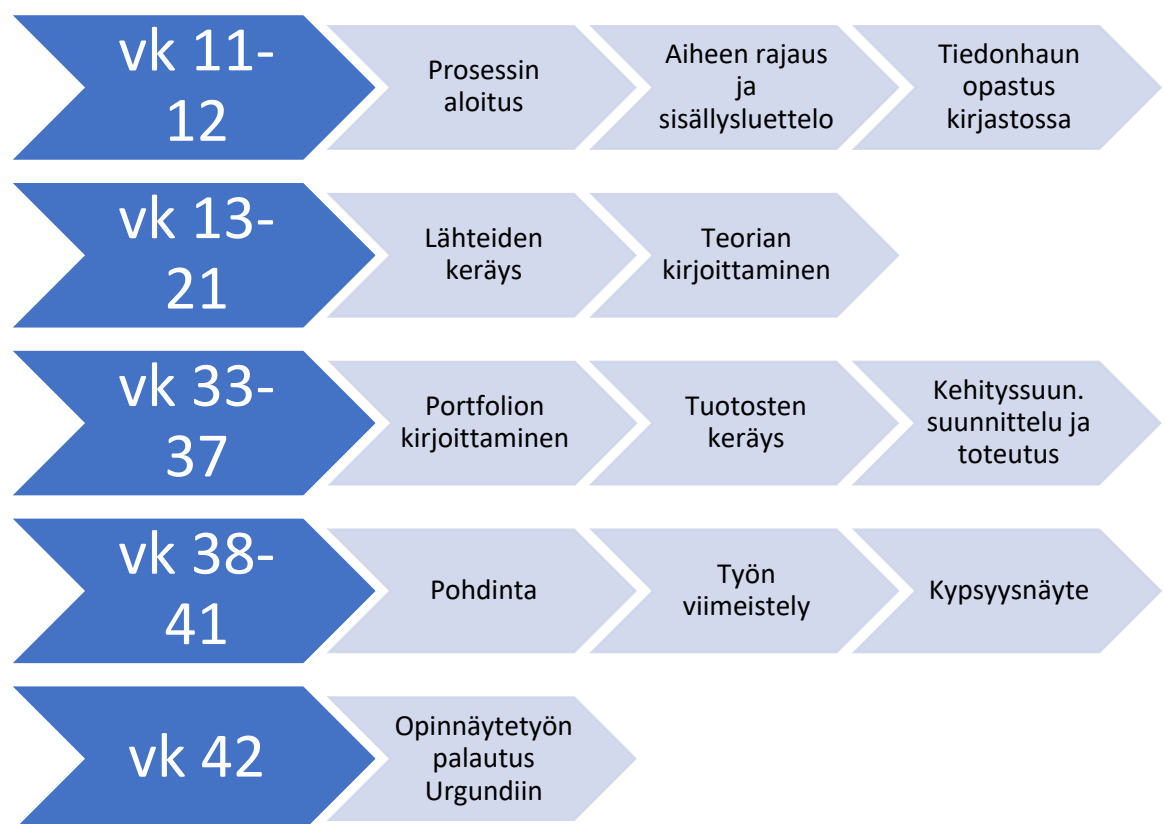 vk 11-
12
Prosessin
aloitus
Aiheen rajaus
ja
sisällysluettelo
Tiedonhaun
opastus
kirjastossa
vk 13-
21
Lähteiden
keräys
Teorian
kirjoittaminen
vk 33-
37
Portfolion
kirjoittaminen
Tuotosten
keräys
Kehityssuun.
suunnittelu ja
toteutus
vk 38-
41
Pohdinta
Työn
viimeistely
Kypsyysnäyte
vk 42
Opinnäytetyön
palautus
Urgundiin